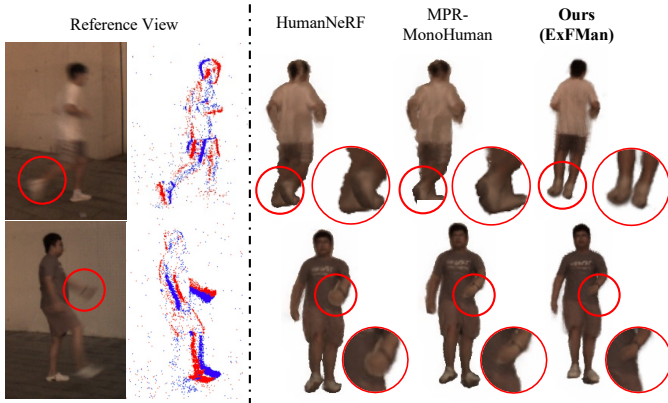 Reference View
HumanNeRF
MPR-
MonoHuman
Ours
(ExFMan)